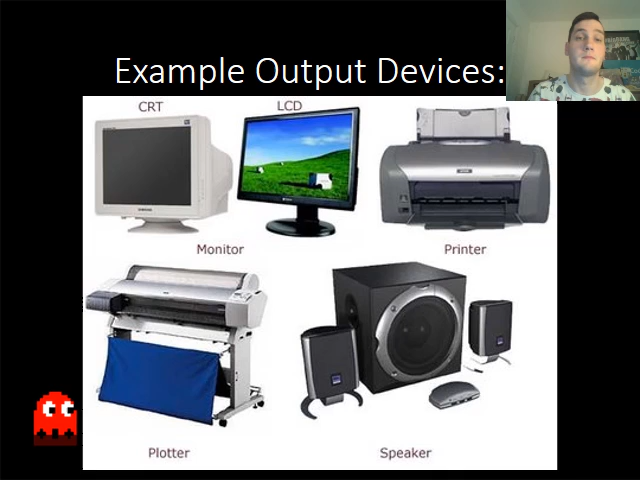 Example Output Devices:
CRT
LCD
Monitor
Printer
Plotter
Speaker